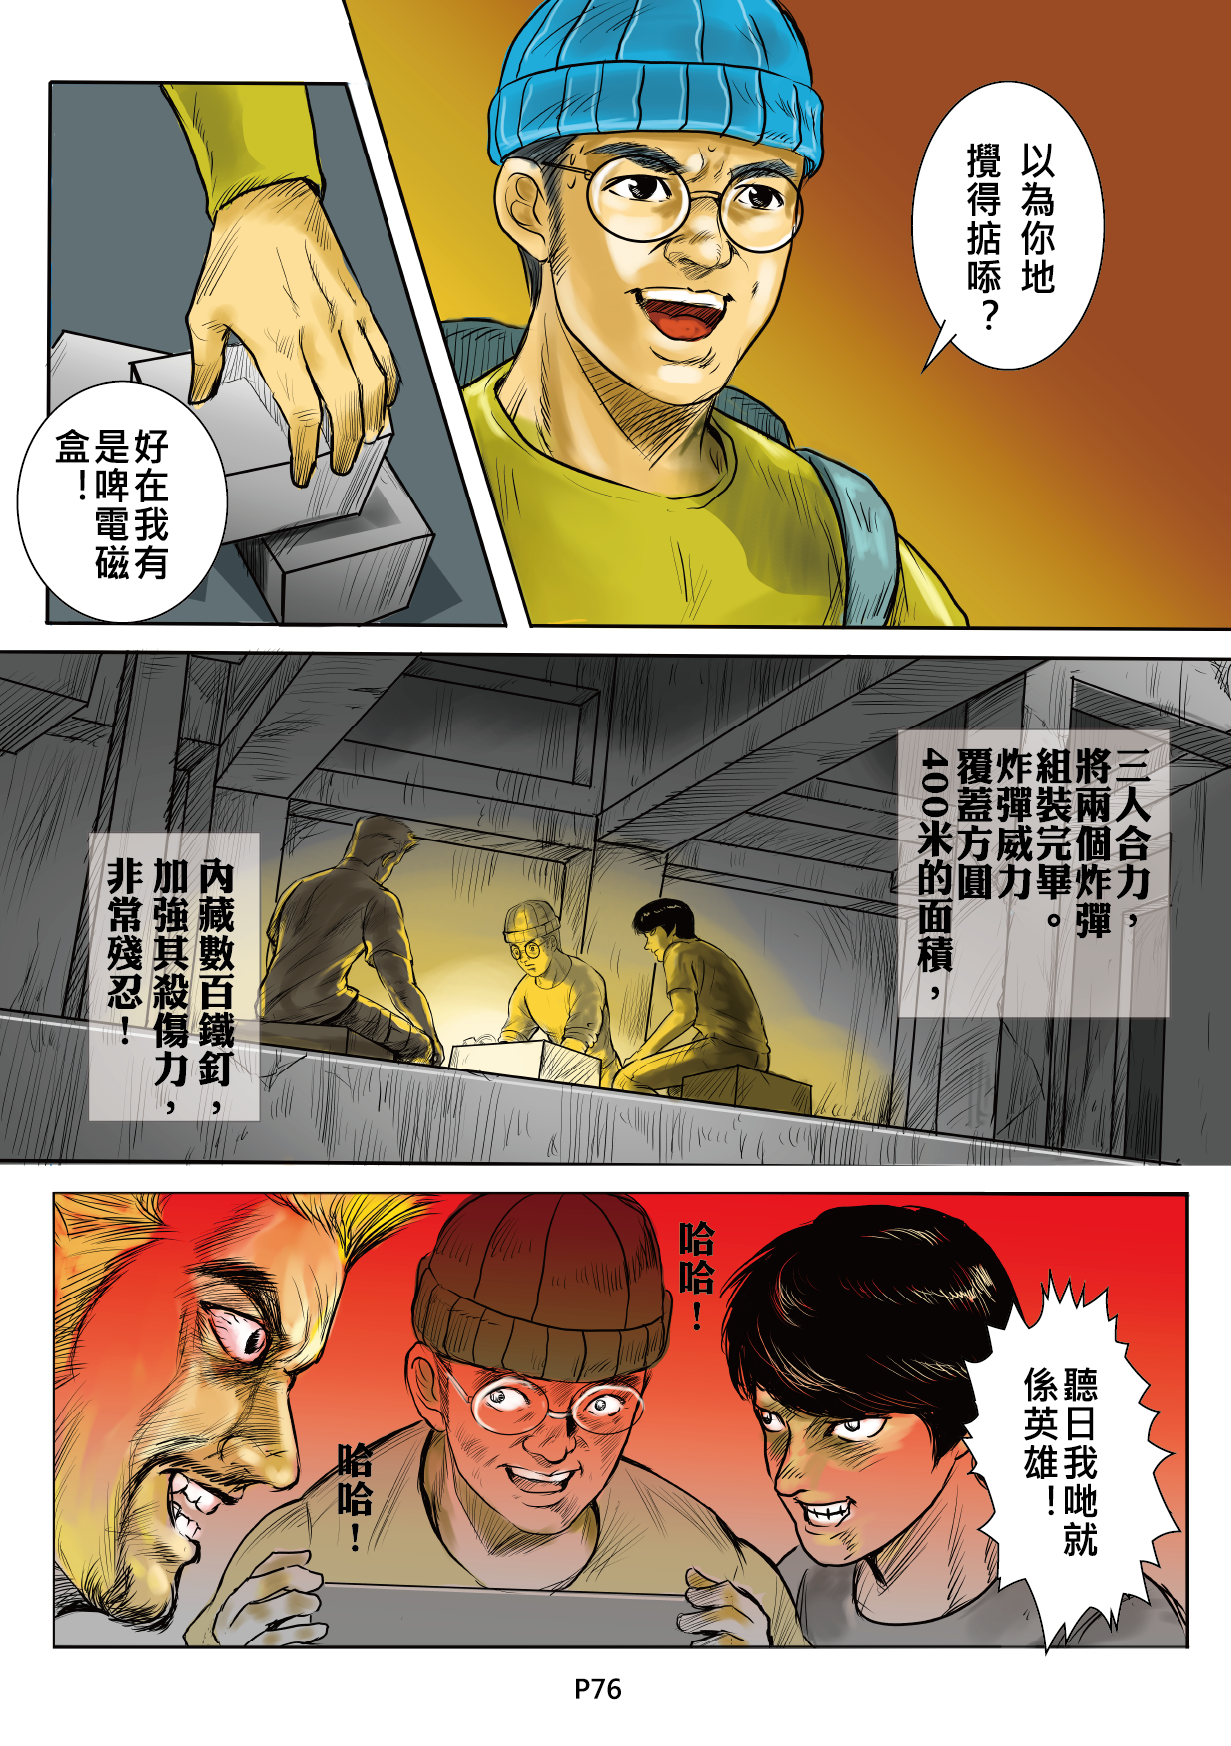 以為你地
攪得掂㗎？
好在我有
是啤電磁
盒！
三人合力，
將兩個炸彈
組裝完畢。
炸彈威力
覆蓋方圓
400米的面積，
內藏數百鐵釘，
加強其殺傷力，
非常殘忍！
哈哈！
哈哈！
聽日我哋就
係英雄！
P76